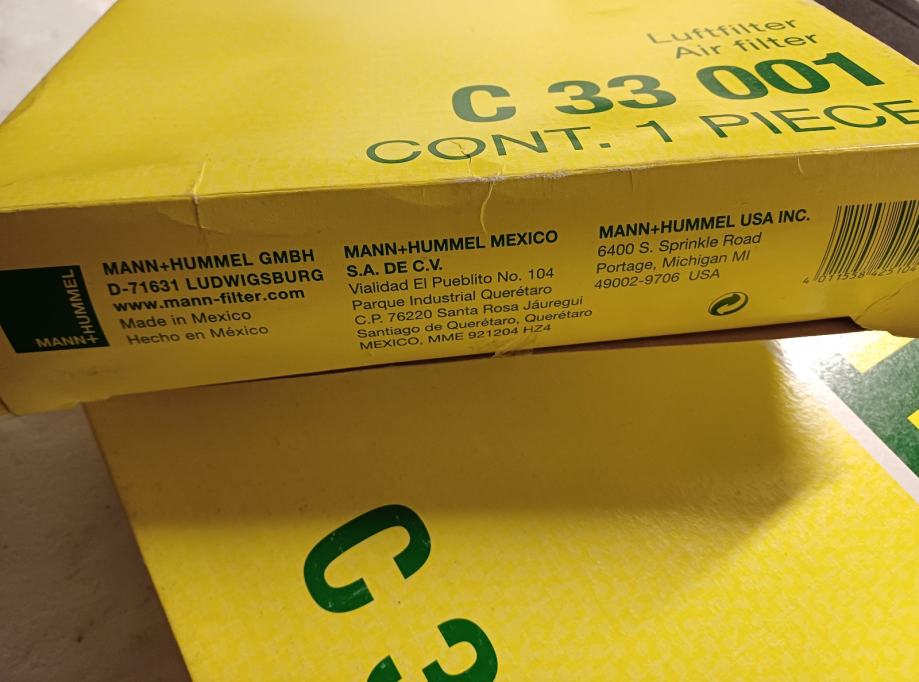 Luftfilter
Air filter
C 33 001
CONT. 1 PIECE
MANN+HUMMEL
MANN+HUMMEL GMBH
D-71631 LUDWIGSBURG
www.mann-filter.com
Made in Mexico
Hecho en México
MANN+HUMMEL MEXICO
S.A. DE C.V.
Vialidad El Pueblito No. 104
Parque Industrial Querétaro
C.P. 76220 Santa Rosa Jáuregui
Santiago de Querétaro, Querétaro
MEXICO, MME 921204 HZ4
MANN+HUMMEL USA INC.
6400 S. Sprinkle Road
Portage, Michigan MI
49002-9706 USA
C 3